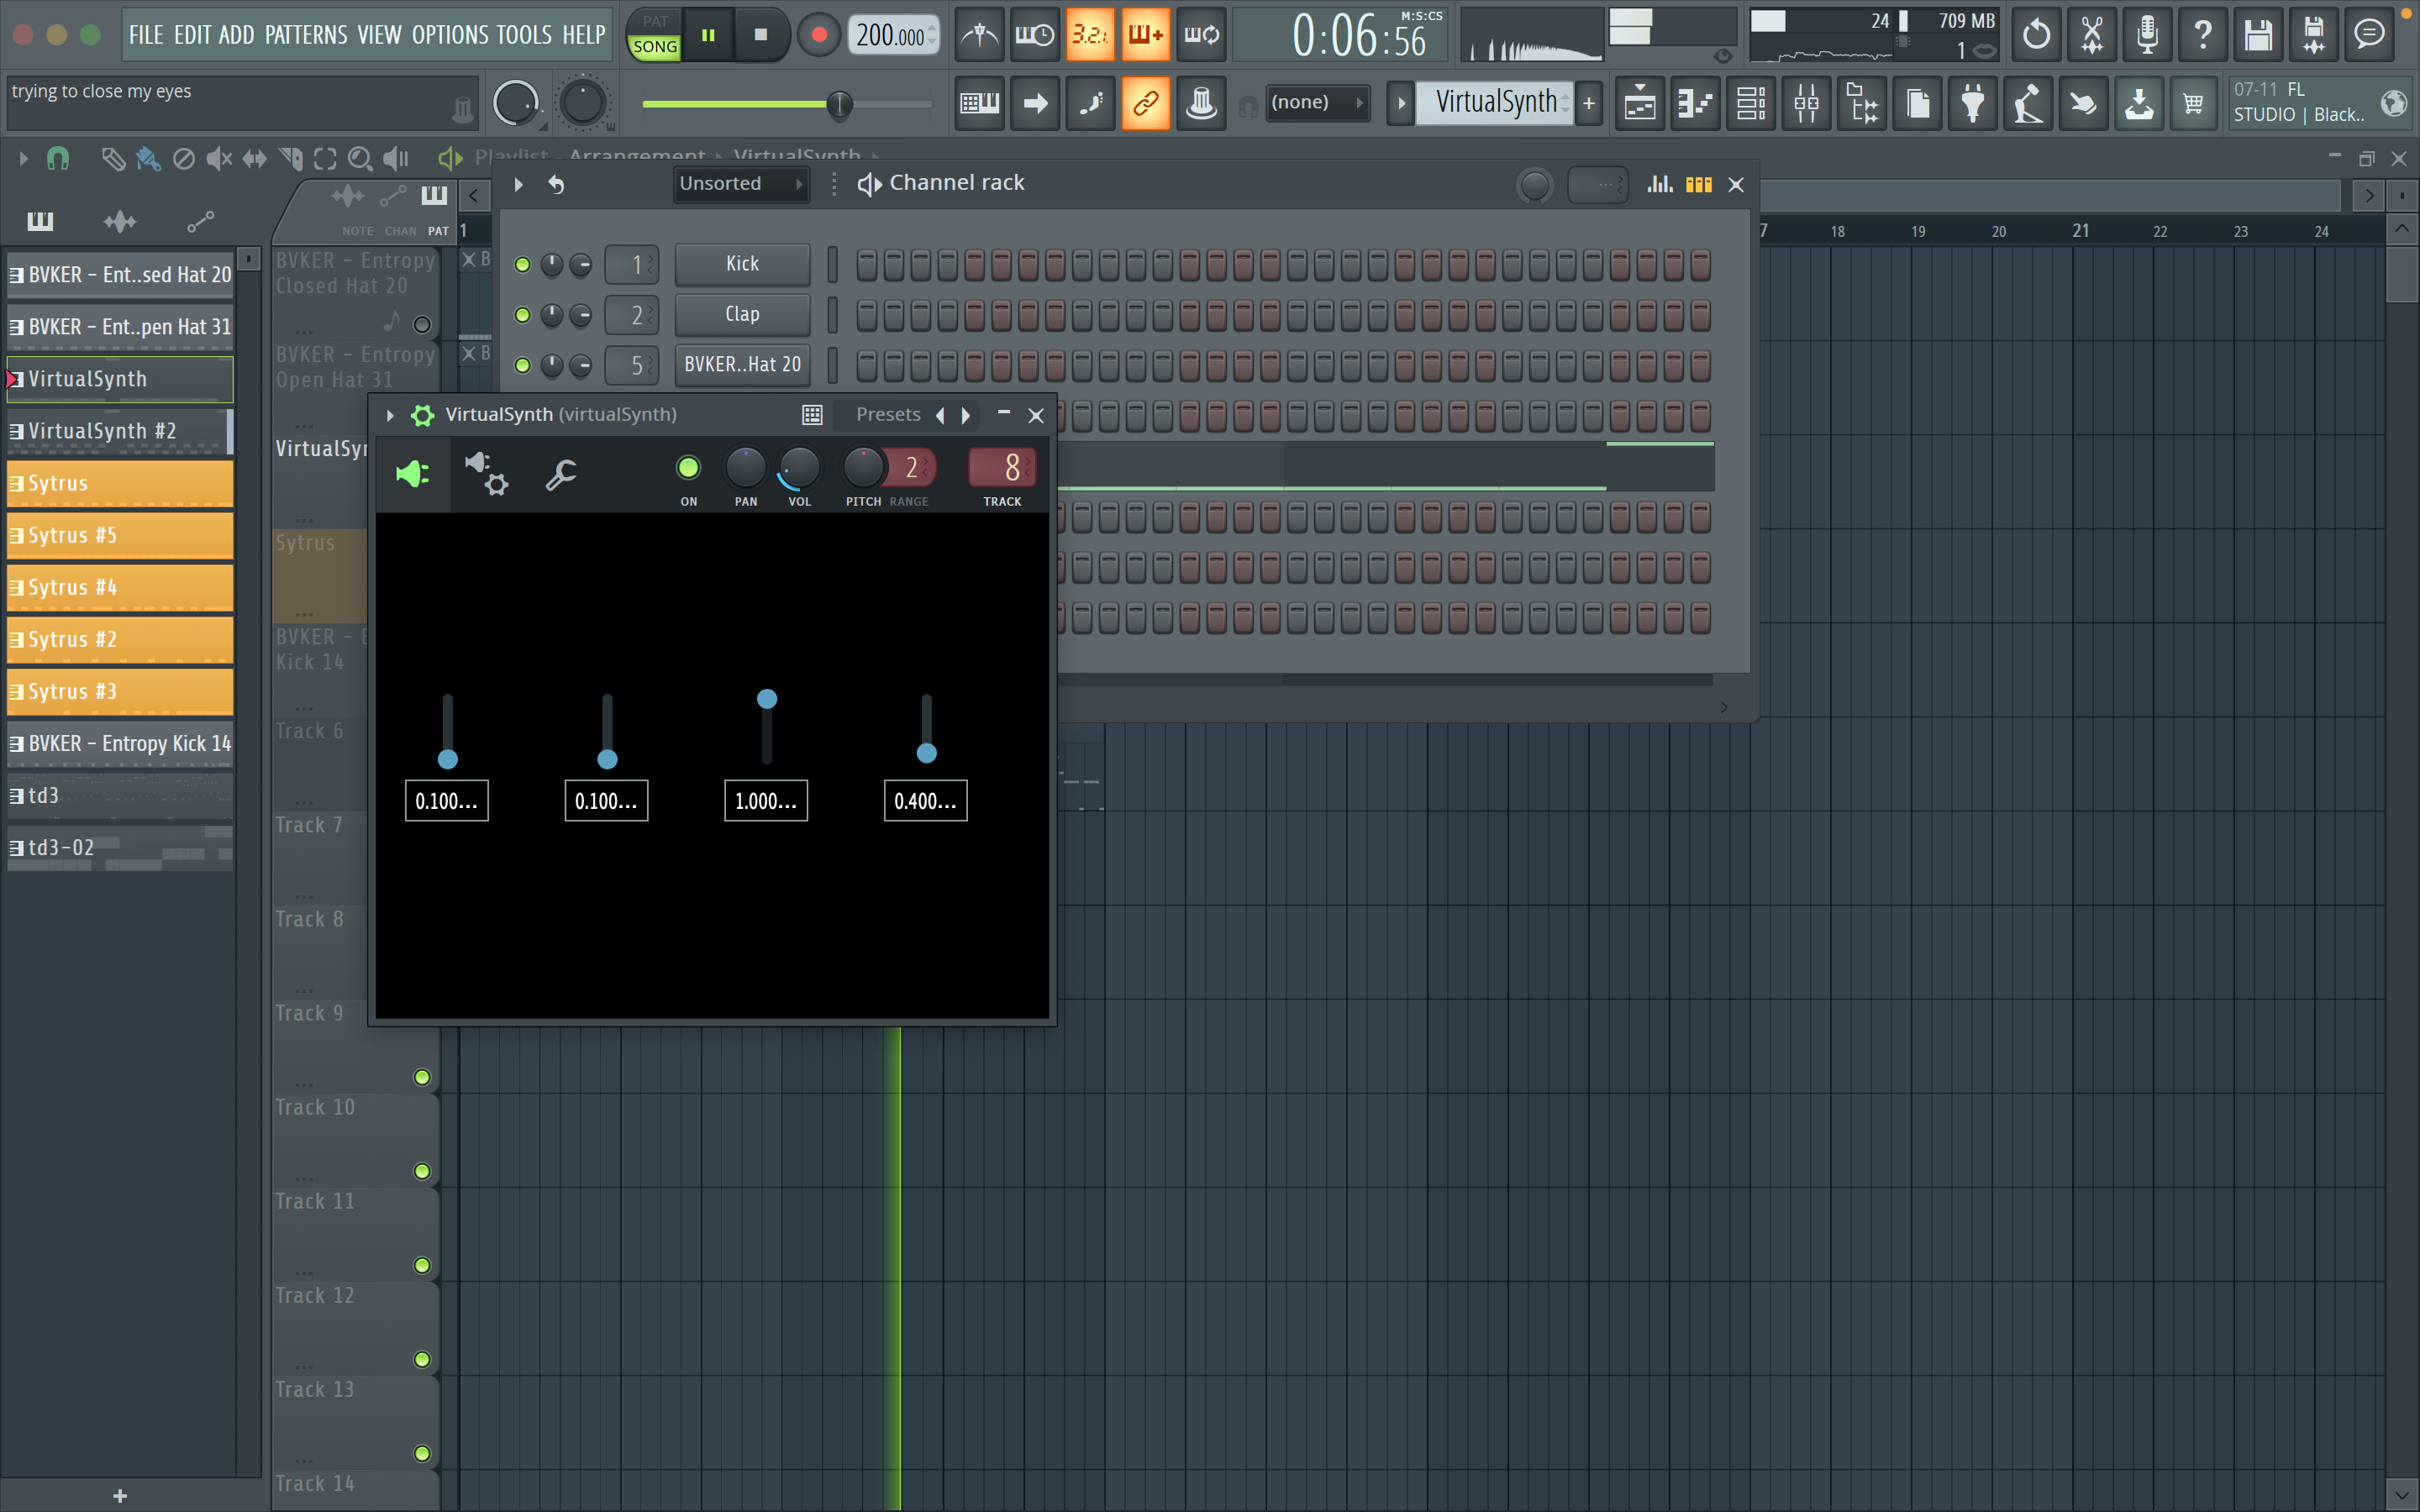 FILE EDIT ADD PATTERNS VIEW OPTIONS TOOLS HELP
PAT
SONG
200.000
3.2.
0:06:56
M:S:CS
24
709 MB
1
trying to close my eyes
(none)
VirtualSynth
+
07-11 FL
STUDIO | Black..
Playlist - Arrangement VirtualSynth
NOTE CHAN PAT
1
17
18
19
20
21
22
23
24
Unsorted
Channel rack
1
Kick
2
Clap
5
BVKER..Hat 20
BVKER - Ent..sed Hat 20
BVKER - Ent..pen Hat 31
VirtualSynth
VirtualSynth #2
Sytrus
Sytrus #5
Sytrus #4
Sytrus #2
Sytrus #3
BVKER - Entropy Kick 14
td3
td3-02
+
BVKER - Entropy
Closed Hat 20
B
BVKER - Entropy
Open Hat 31
B
VirtualSyn
Sytrus
BVKER - E
Kick 14
Track 6
Track 7
Track 8
Track 9
Track 10
Track 11
Track 12
Track 13
Track 14
VirtualSynth (virtualSynth)
Presets
2
8
ON
PAN
VOL
PITCH RANGE
TRACK
0.100...
0.100...
1.000...
0.400...